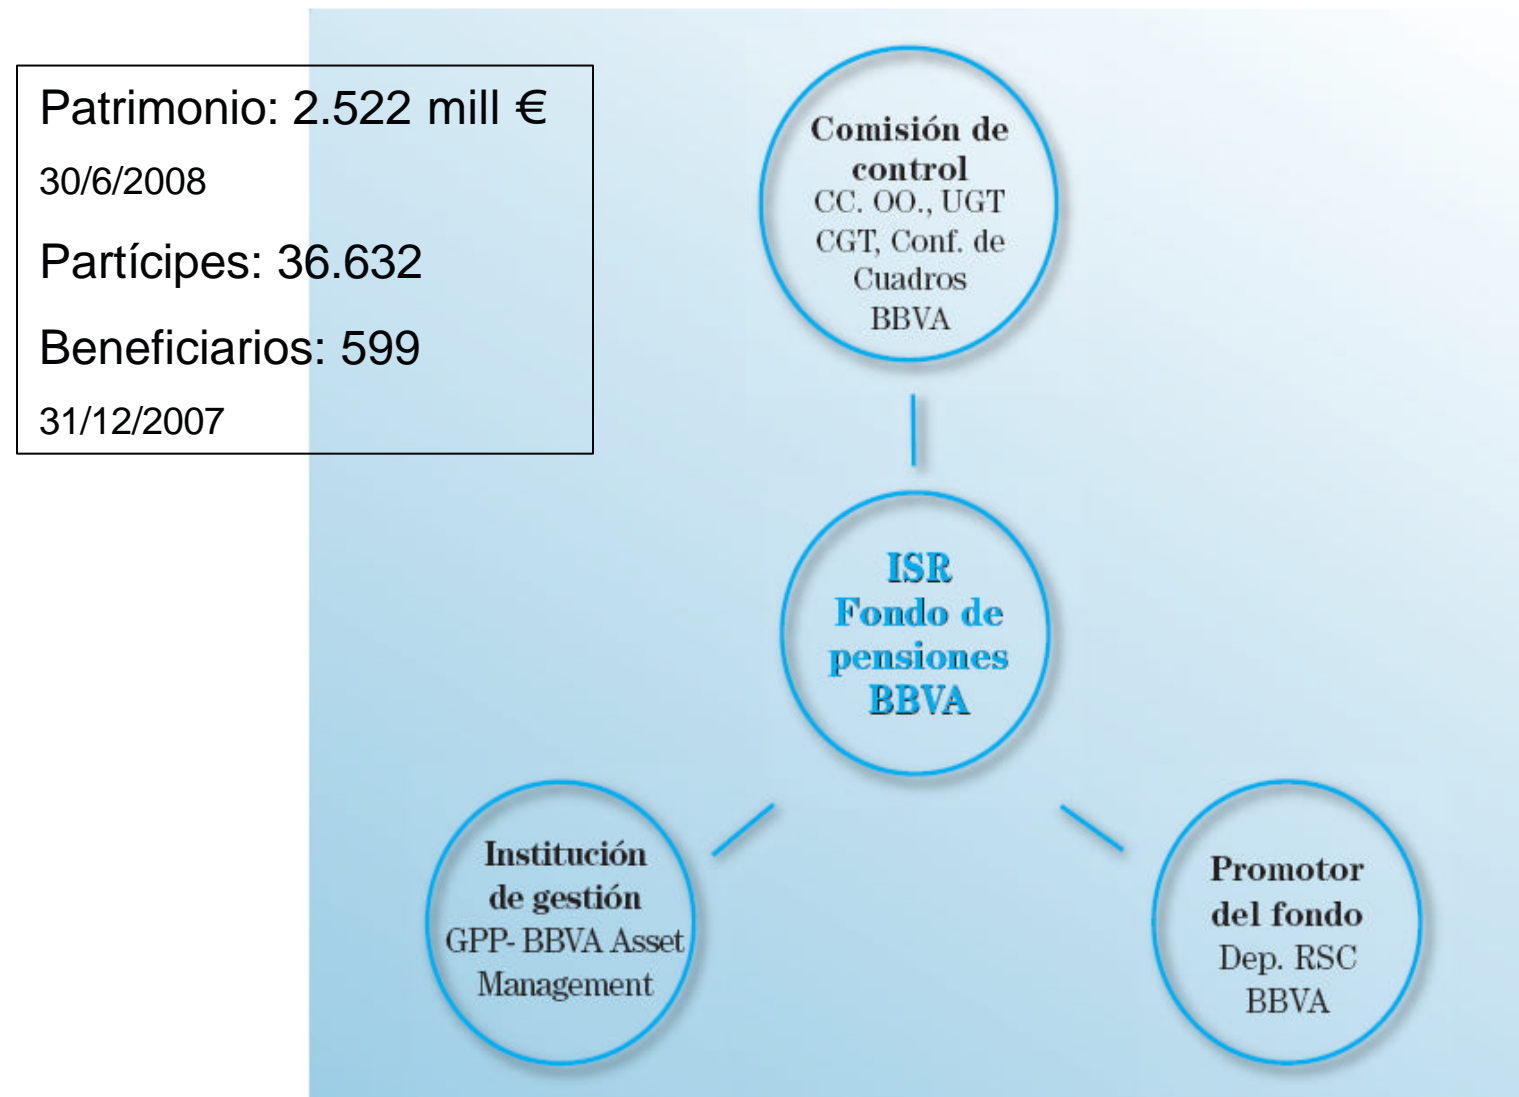 Patrimonio: 2.522 mill €
30/6/2008
Partícipes: 36.632
Beneficiarios: 599
31/12/2007
Comisión de
control
CC. OO., UGT
CGT, Conf. de
Cuadros
BBVA
ISR
Fondo de
pensiones
BBVA
Institución
de gestión
GPP- BBVA Asset
Management
Promotor
del fondo
Dep. RSC
BBVA